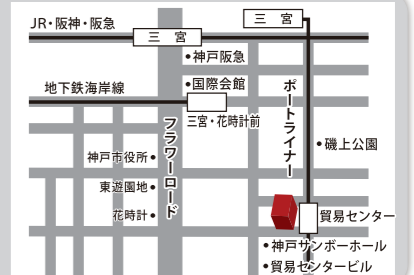 三宮
JR・阪神・阪急
三宮
●神戸阪急
●国際会館
地下鉄海岸線
三宮・花時計前
ポートライナー
フラワーロード
●磯上公園
神戸市役所●
東遊園地●
花時計●
貿易センター
●神戸サンボーホール
●貿易センタービル